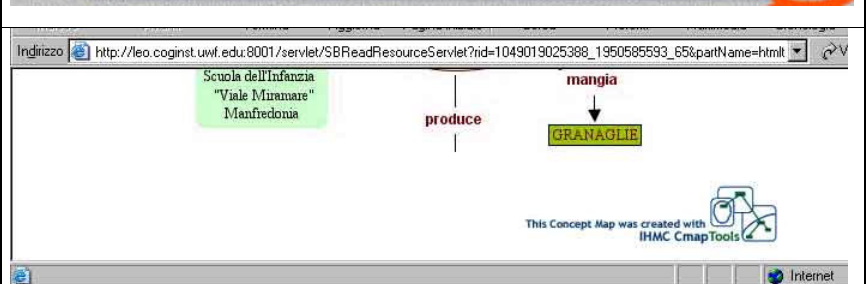 Indirizzo http://leo.coginst.uwf.edu:8001/servlet/SBReadResourceServlet?rid=1049019025388_1950585593_65&partName=htmlt V
Scuola dell'Infanzia
"Viale Miramare"
Manfredonia
mangia
produce
GRANAGLIE
This Concept Map was created with
IHMC CmapTools
Internet